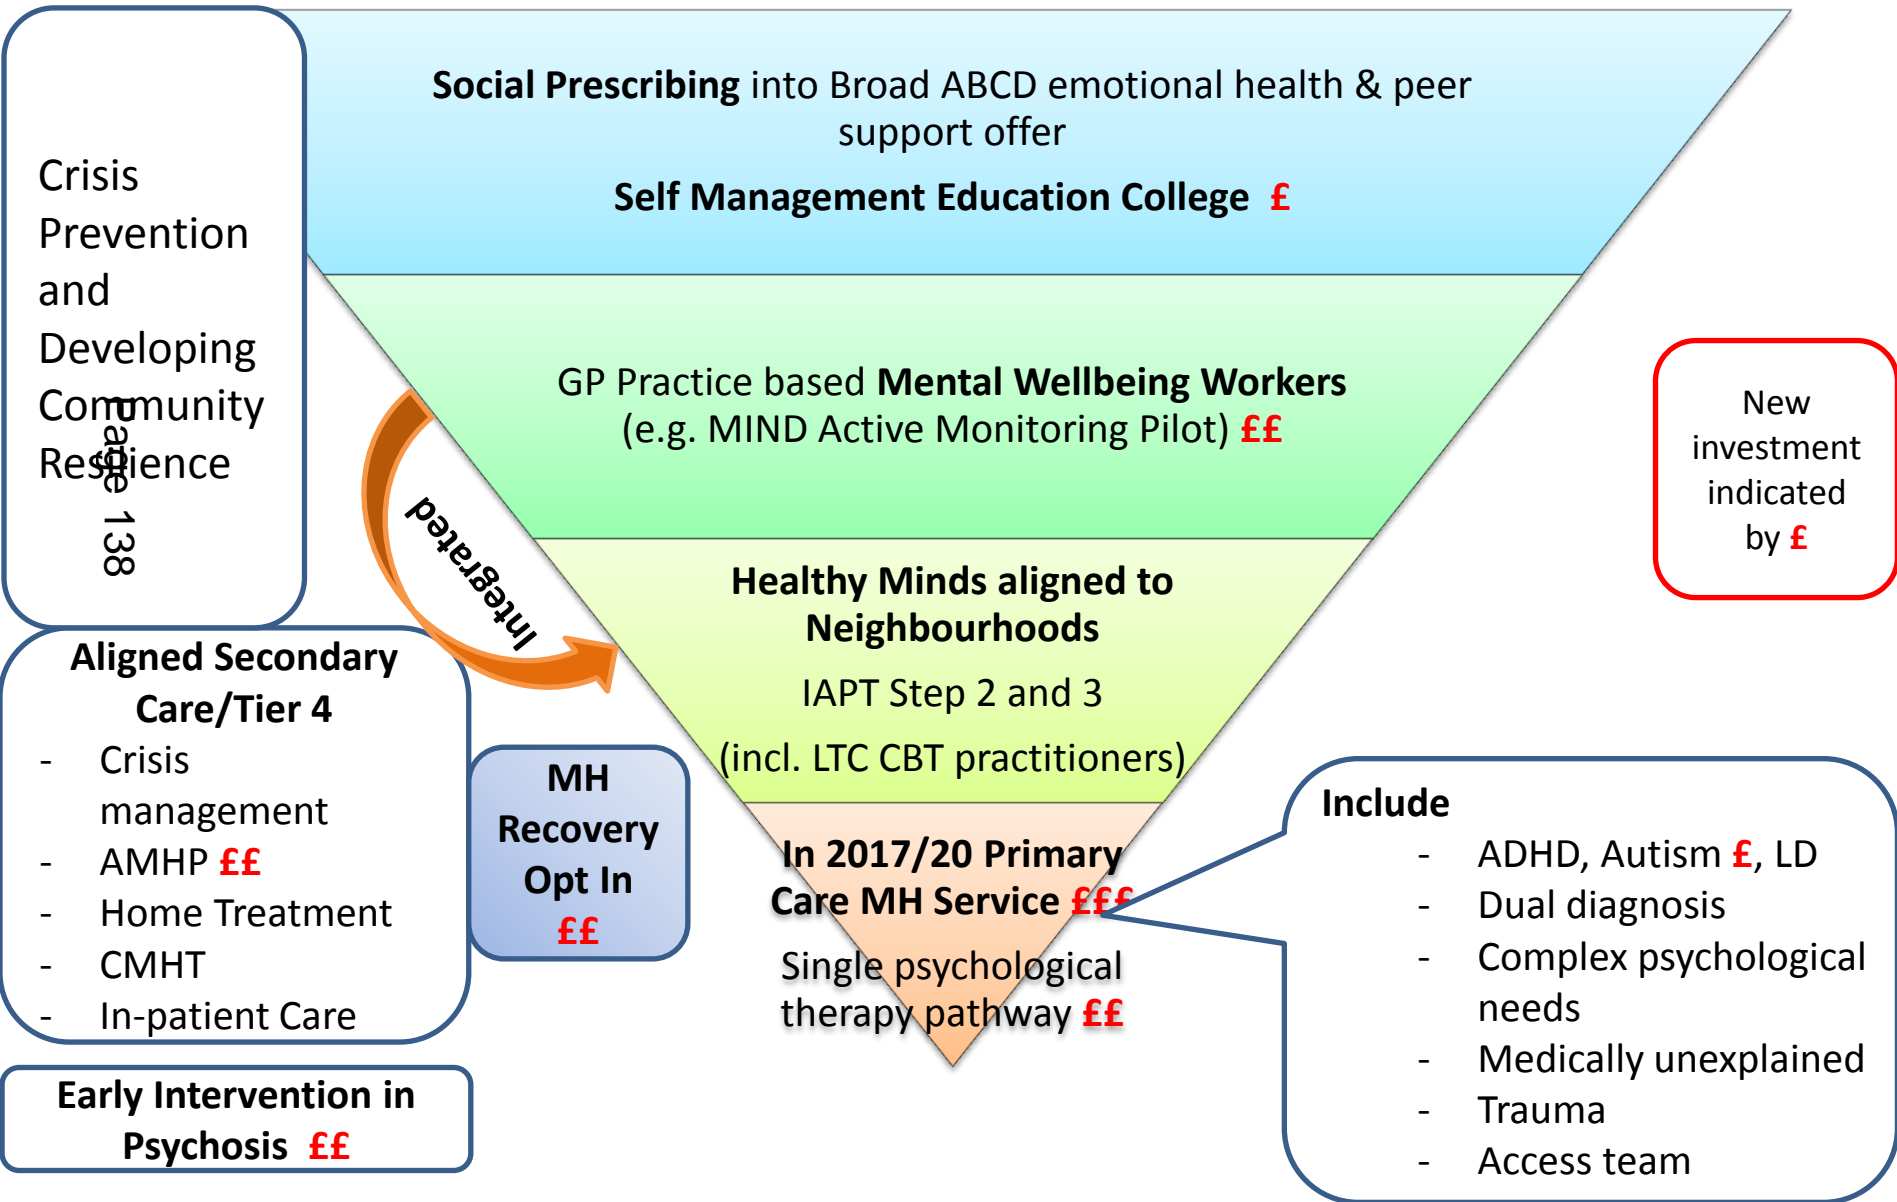 Crisis
Prevention
and
Developing
Community
Resilience
Page 138
Social Prescribing into Broad ABCD emotional health & peer
support offer
Self Management Education College £
GP Practice based Mental Wellbeing Workers
(e.g. MIND Active Monitoring Pilot) ££
Integrated
Healthy Minds aligned to
Neighbourhoods
IAPT Step 2 and 3
(incl. LTC CBT practitioners)
In 2017/20 Primary
Care MH Service £££
Single psychological
therapy pathway ££
New
investment
indicated
by £
Aligned Secondary
Care/Tier 4
- Crisis
management
- AMHP ££
- Home Treatment
- CMHT
- In-patient Care
MH
Recovery
Opt In
££
Early Intervention in
Psychosis ££
Include
- ADHD, Autism £, LD
- Dual diagnosis
- Complex psychological
needs
- Medically unexplained
- Trauma
- Access team